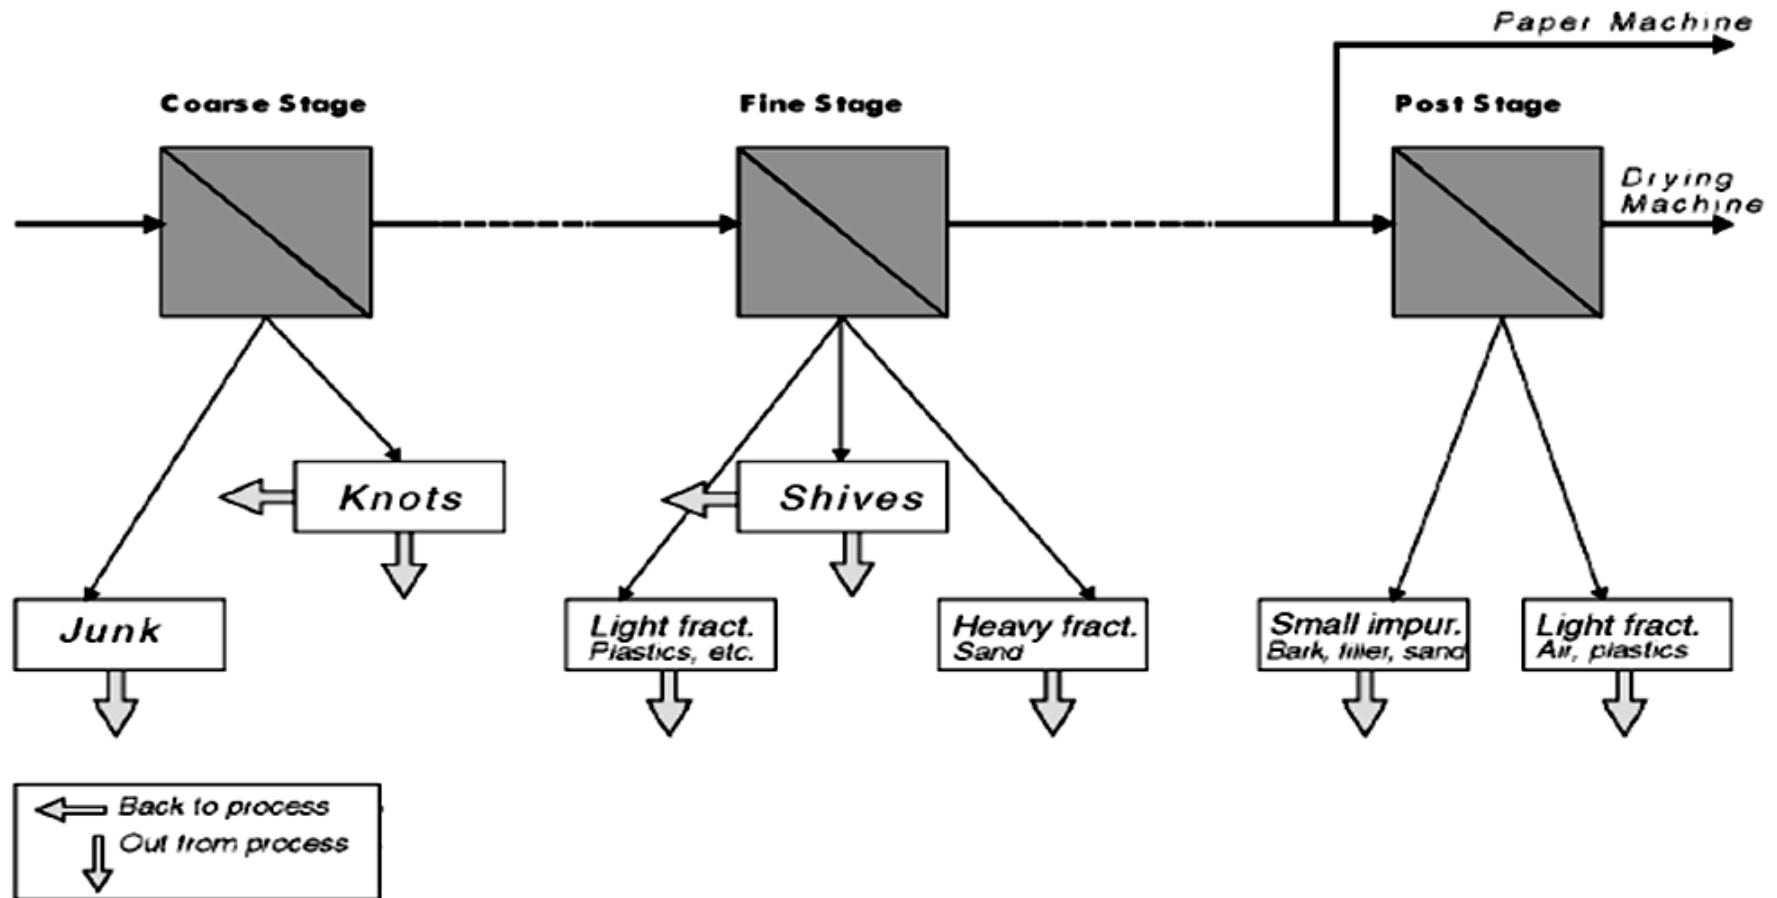 Paper Machine
Coarse Stage
Fine Stage
Post Stage
Drying
Machine
Knots
Shives
Junk
Light fract.
Plastics, etc.
Heavy fract.
Sand
Small impur.
Bark, filler, sand
Light fract.
Air, plastics
Back to process
Out from process